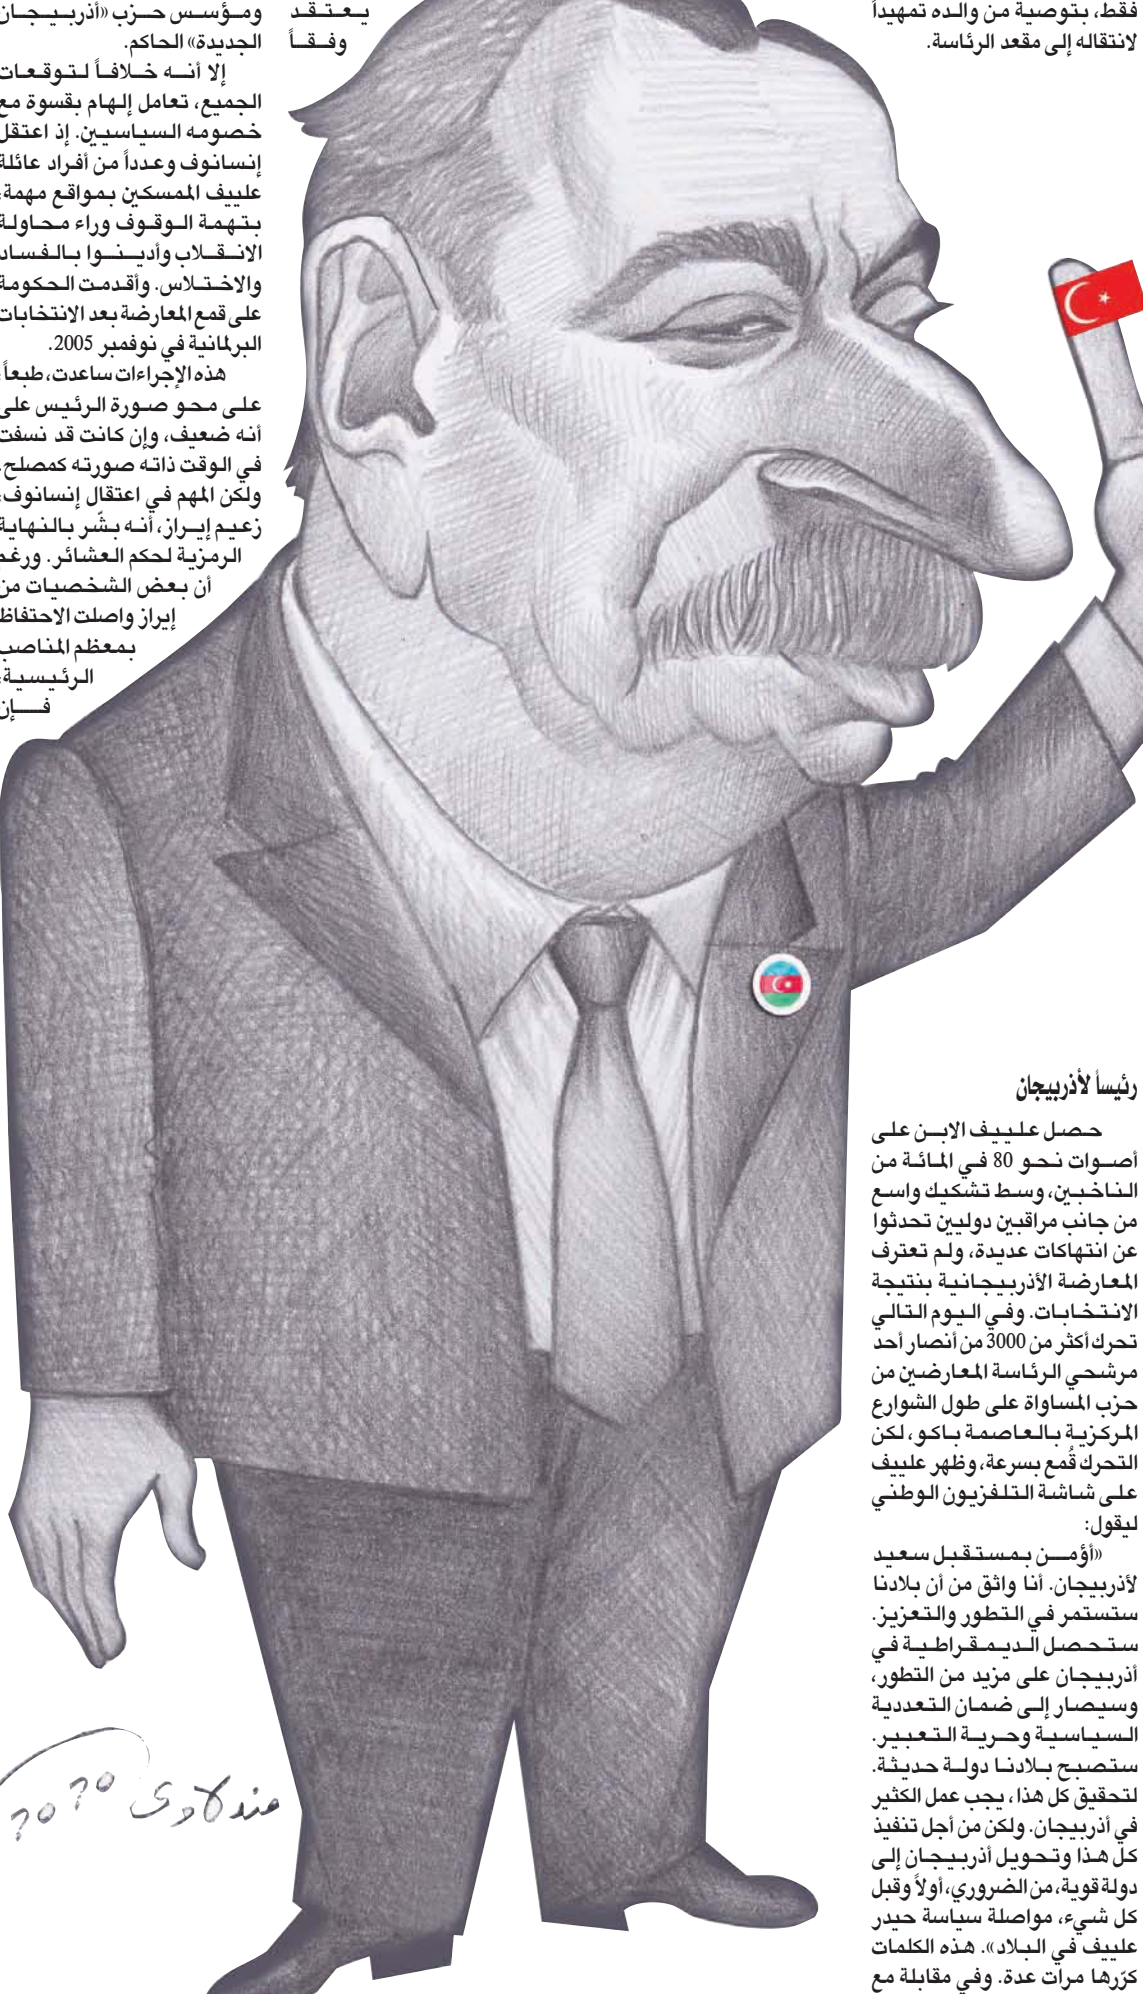 فقط، بتوصية من والده تمهيداً
لانتقاله إلى مقعد الرئاسة.
رئيساً لأذربيجان
حصل علييف الابن على
أصوات نحو 80 في المائة من
الناخبين، وسط تشكيك واسع
من جانب مراقبين دوليين تحدثوا
عن انتهاكات عديدة، ولم تعترف
المعارضة الأذربيجانية بنتيجة
الانتخابات. وفي اليوم التالي
تحرك أكثر من 3000 من أنصار أحد
مرشحي الرئاسة المعارضين من
حزب المساواة على طول الشوارع
المركزية بالعاصمة باكو، لكن
التحرك قُمع بسرعة، وظهر علييف
على شاشة التلفزيون الوطني
ليقول:
«أؤمن بمستقبل سعيد
لأذربيجان. أنا واثق من أن بلادنا
ستستمر في التطور والتعزيز.
ستحصل الديمقراطية في
أذربيجان على مزيد من التطور،
وسيصار إلى ضمان التعددية
السياسية وحرية التعبير.
ستصبح بلادنا دولة حديثة.
لتحقيق كل هذا، يجب عمل الكثير
في أذربيجان. ولكن من أجل تنفيذ
كل هذا وتحويل أذربيجان إلى
دولة قوية، من الضروري، أولاً وقبل
كل شيء، مواصلة سياسة حيدر
علييف في البلاد». هذه الكلمات
كرّرها مرات عدة. وفي مقابلة مع
يعتقد
وفقاً
ومؤسس حزب «أذربيجان
الجديدة» الحاكم.
إلا أنه خلافاً لتوقعات
الجميع، تعامل إلهام بقسوة مع
خصومه السياسيين. إذ اعتقل
إنسانوف وعدداً من أفراد عائلة
علييف الممسكين بمواقع مهمة،
بتهمة الوقوف وراء محاولة
الانقلاب وأدينوا بالفساد
والاختلاس. وأقدمت الحكومة
على قمع المعارضة بعد الانتخابات
البرلمانية في نوفمبر 2005.
هذه الإجراءات ساعدت، طبعاً،
على محو صورة الرئيس على
أنه ضعيف، وإن كانت قد نسفت
في الوقت ذاته صورته كمصلح.
ولكن المهم في اعتقال إنسانوف،
زعيم إيراز، أنه بشّر بالنهاية
الرمزية لحكم العشائر. ورغم
أن بعض الشخصيات من
إيراز واصلت الاحتفاظ
بمعظم المناصب
الرئيسية،
فإن